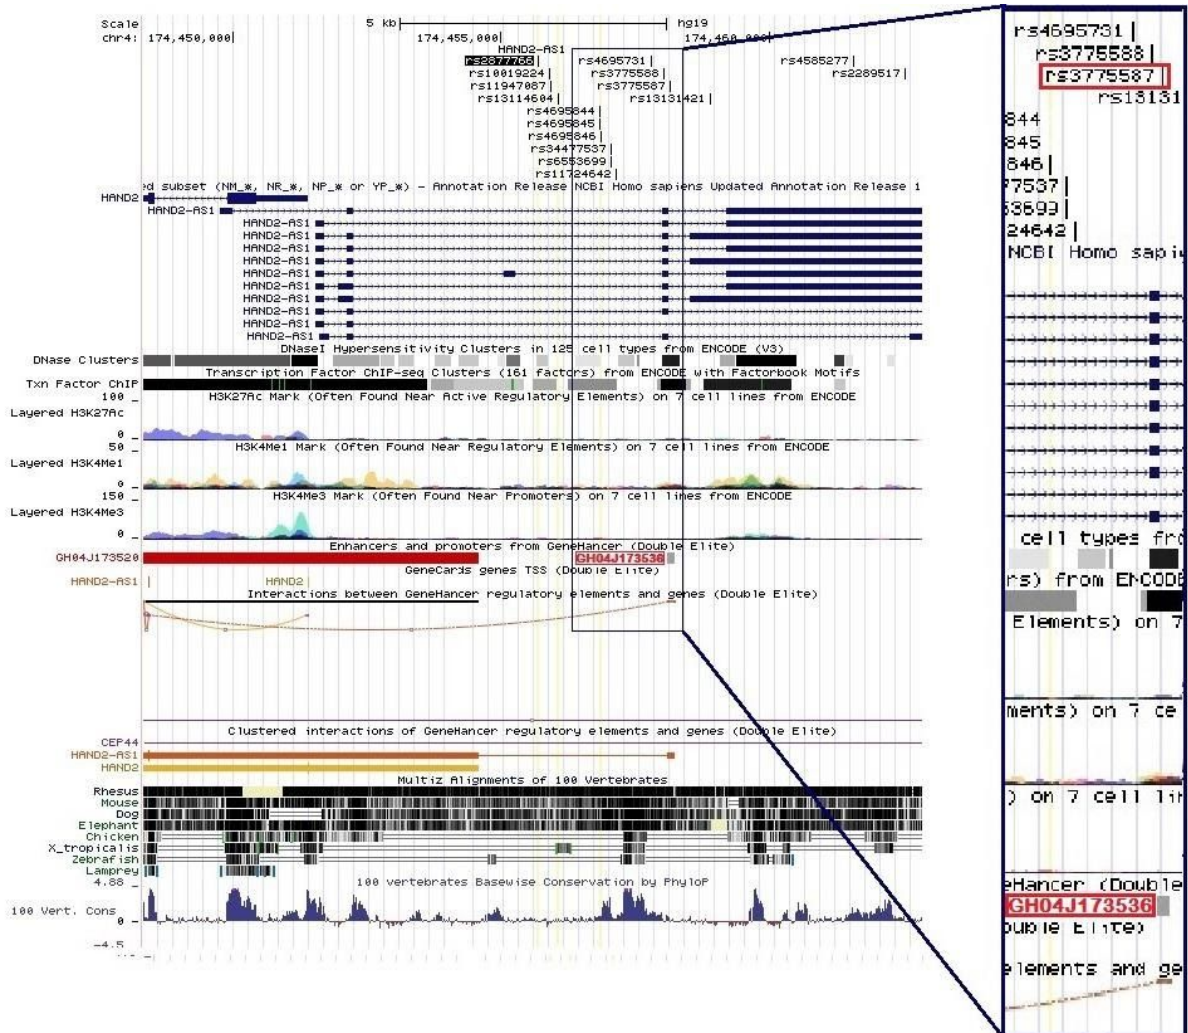 Scale 5 kb hg19
chr4: 174,450,000 174,455,000 174,460,000
HAND2-AS1
rs2877766 rs4695731 rs4585277
rs10019224 rs3775588 rs2289517
rs11947087 rs3775587
rs13114604 rs13131421
rs4695844
rs4695845
rs4695846
rs34477537
rs6553699
rs11724642
ed subset (NM_*, NR_*, NP_* or YP_*) - Annotation Release NCBI Homo sapiens Updated Annotation Release 1
HAND2
HAND2-AS1
HAND2-AS1
HAND2-AS1
HAND2-AS1
HAND2-AS1
HAND2-AS1
HAND2-AS1
HAND2-AS1
HAND2-AS1
HAND2-AS1
HAND2-AS1
DNaseI Hypersensitivity Clusters in 125 cell types from ENCODE (V3)
DNase Clusters
Transcription Factor ChIP-seq Clusters (161 factors) from ENCODE with Factorbook Motifs
Txn Factor ChIP
H3K27Ac Mark (Often Found Near Active Regulatory Elements) on 7 cell lines from ENCODE
100
Layered H3K27Ac
0
H3K4Me1 Mark (Often Found Near Regulatory Elements) on 7 cell lines from ENCODE
50
Layered H3K4Me1
0
H3K4Me3 Mark (Often Found Near Promoters) on 7 cell lines from ENCODE
150
Layered H3K4Me3
0
Enhancers and promoters from GeneHancer (Double Elite)
GH04J173520 GH04J173536
GeneCards genes TSS (Double Elite)
HAND2-AS1 HAND2
Interactions between GeneHancer regulatory elements and genes (Double Elite)
Clustered interactions of GeneHancer regulatory elements and genes (Double Elite)
CEP44
HAND2-AS1
HAND2
Multiz Alignments of 100 Vertebrates
Rhesus
Mouse
Dog
Elephant
Chicken
X_tropicalis
Zebrafish
Lamprey
4.88
100 vertebrates Basewise Conservation by PhyloP
100 Vert. Cons
0
-4.5
rs4695731
rs3775588
rs3775587
rs13131
844
845
846
77537
53699
24642
NCBI Homo sapi
cell types fro
rs) from ENCODE
Elements) on 7
ments) on 7 ce
) on 7 cell lin
eHancer (Double
GH04J173536
ouble Elite)
elements and ge